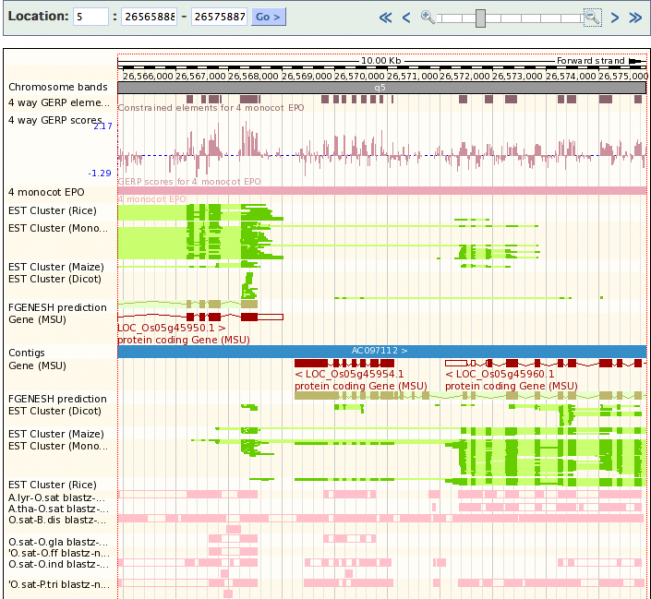 Location: 5 : 26565888 - 26575887 Go >
<< < > >>
10.00 Kb Forward strand
26,566,000 26,567,000 26,568,000 26,569,000 26,570,000 26,571,000 26,572,000 26,573,000 26,574,000 26,575,000
Chromosome bands q5
4 way GERP eleme...
Constrained elements for 4 monocot EPO
4 way GERP scores
2.17
-1.29
GERP scores for 4 monocot EPO
4 monocot EPO
4 monocot EPO
EST Cluster (Rice)
EST Cluster (Mono...
EST Cluster (Maize)
EST Cluster (Dicot)
FGENESH prediction
Gene (MSU)
LOC_Os05g45950.1 >
protein coding Gene (MSU)
Contigs AC097112 >
Gene (MSU)
< LOC_Os05g45954.1 < LOC_Os05g45960.1
protein coding Gene (MSU) protein coding Gene (MSU)
FGENESH prediction
EST Cluster (Dicot)
EST Cluster (Maize)
EST Cluster (Mono...
EST Cluster (Rice)
A.lyr-O.sat blastz-...
A.tha-O.sat blastz-...
O.sat-B.dis blastz-...
O.sat-O.gla blastz-...
'O.sat-O.ff blastz-n...
O.sat-O.ind blastz-...
'O.sat-P.tri blastz-n...